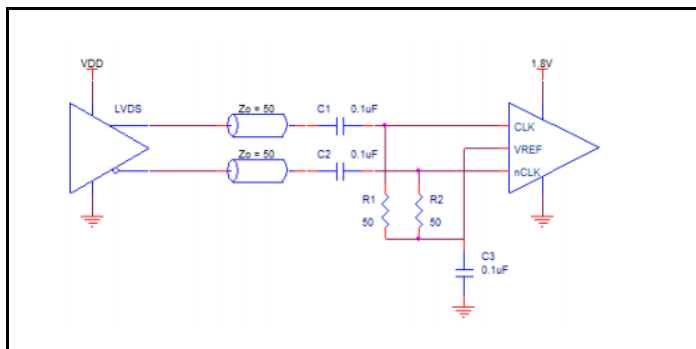 VDD
1.8V
LVDS
Zo = 50
C1
0.1uF
CLK
Zo = 50
C2
0.1uF
VREF
nCLK
R1
50
R2
50
C3
0.1uF